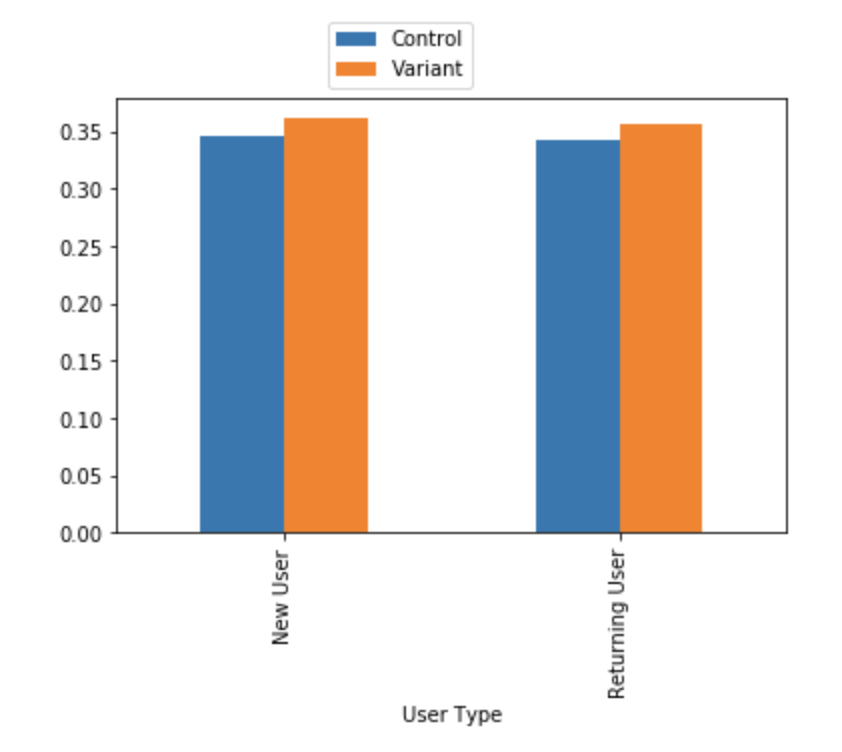 Control
Variant
0.35
0.30
0.25
0.20
0.15
0.10
0.05
0.00
New User
Returning User
User Type